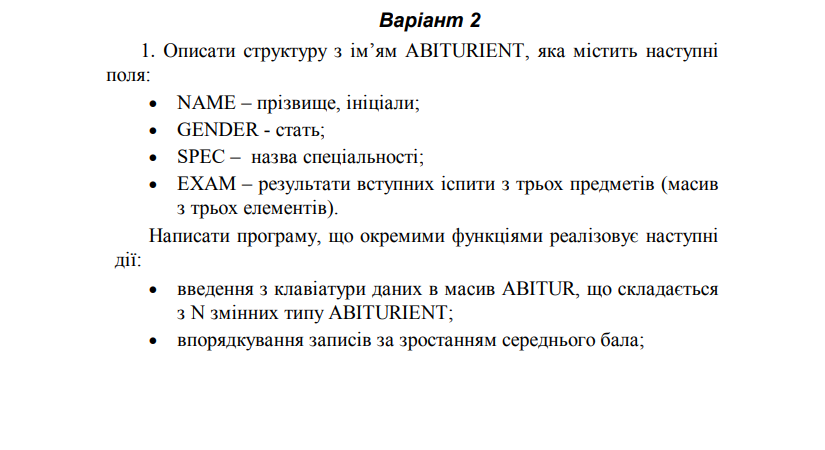 Варіант 2
1. Описати структуру з ім’ям ABITURIENT, яка містить наступні
поля:
• NAME – прізвище, ініціали;
• GENDER - стать;
• SPEC – назва спеціальності;
• EXAM – результати вступних іспити з трьох предметів (масив
з трьох елементів).
Написати програму, що окремими функціями реалізовує наступні
дії:
• введення з клавіатури даних в масив ABITUR, що складається
з N змінних типу ABITURIENT;
• впорядкування записів за зростанням середнього бала;